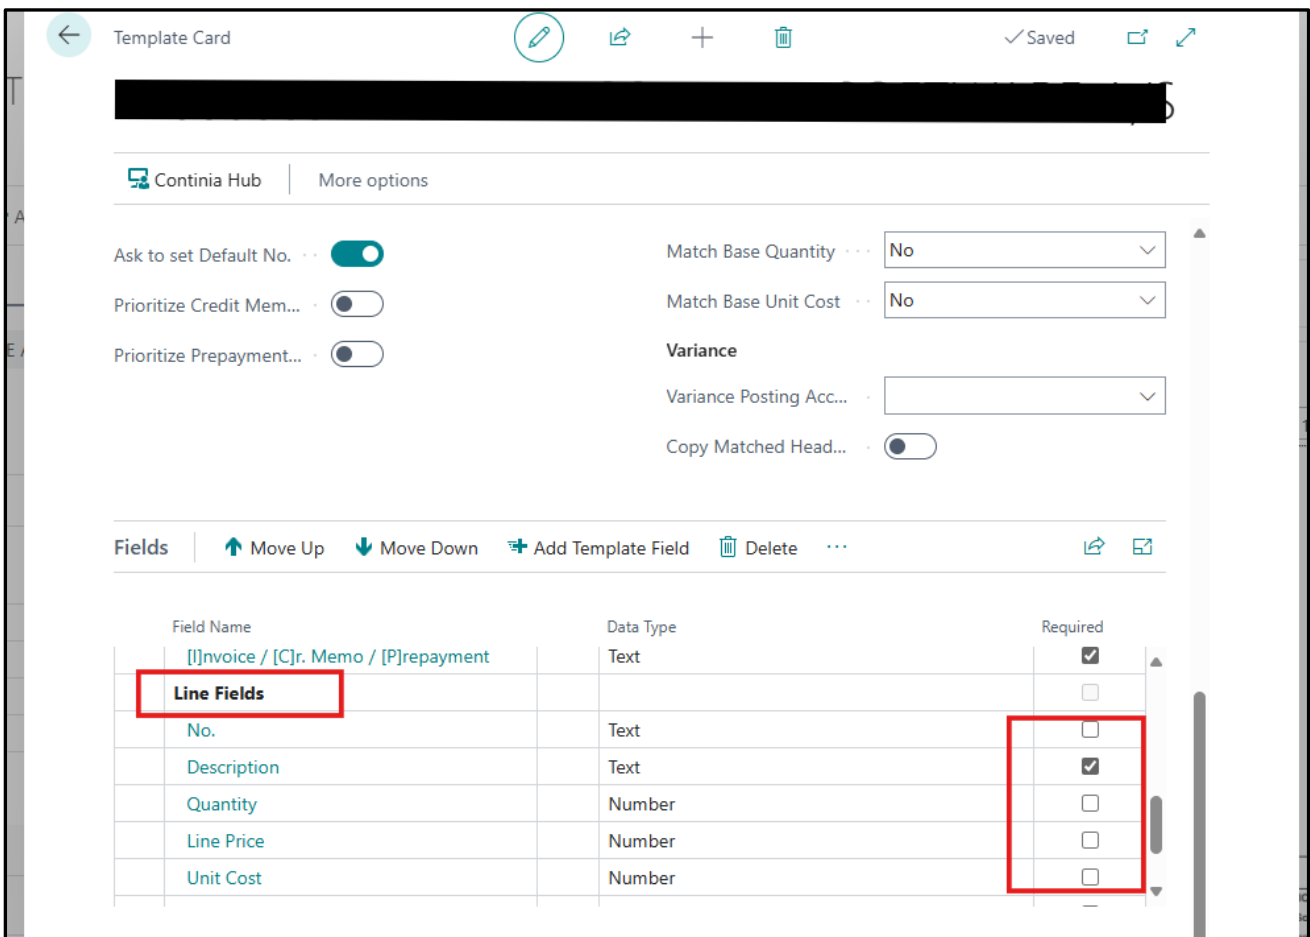 Template Card
Saved
Continia Hub
More options
Ask to set Default No.
Match Base Quantity
No
Prioritize Credit Mem...
Match Base Unit Cost
No
Prioritize Prepayment...
Variance
Variance Posting Acc...
Copy Matched Head...
Fields
Move Up
Move Down
Add Template Field
Delete
Field Name
Data Type
Required
[I]nvoice / [C]r. Memo / [P]repayment
Text
Line Fields
No.
Text
Description
Text
Quantity
Number
Line Price
Number
Unit Cost
Number